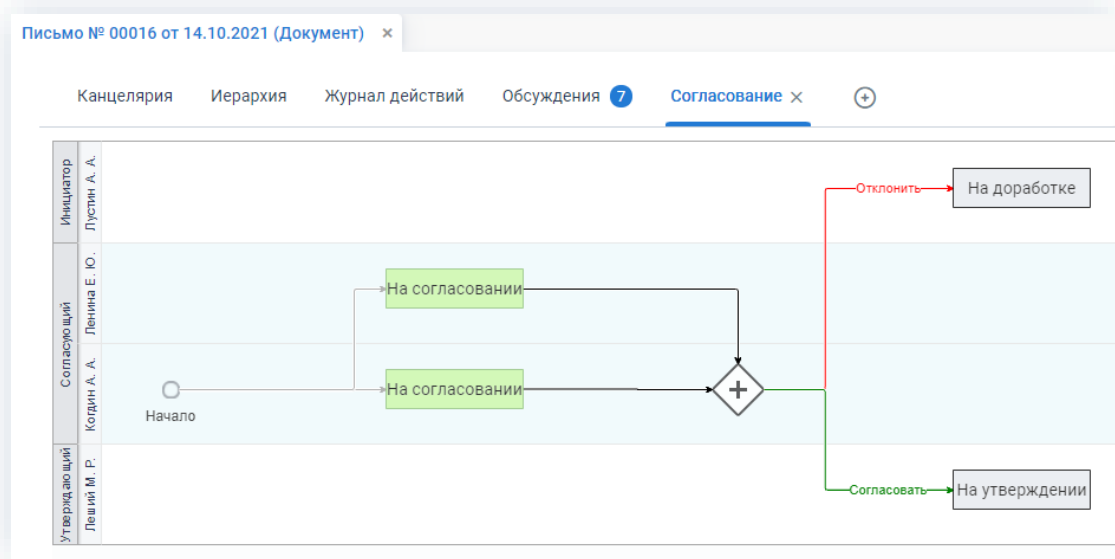 Письмо № 00016 от 14.10.2021 (Документ) ×
Канцелярия Иерархия Журнал действий Обсуждения 7 Согласование ×
Инициатор
Лустин А. А.
Отклонить
На доработке
Согласующий
Ленина Е. Ю.
На согласовании
Когдин А. А.
Начало
На согласовании
Утверждающий
Леший М. Р.
Согласовать
На утверждении